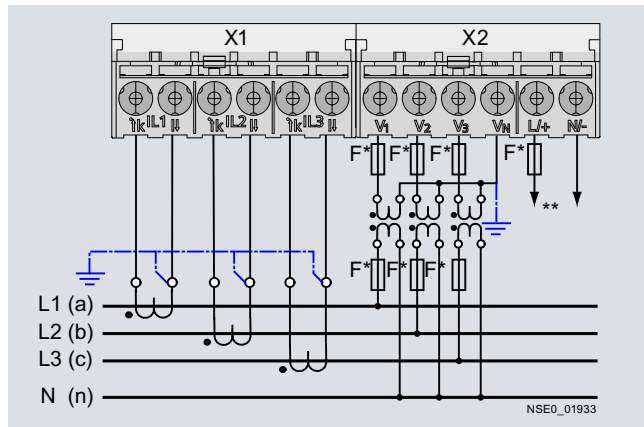 X1 X2
↑k IL1 l↓ ↑k IL2 l↓ ↑k IL3 l↓ V1 V2 V3 VN L/+ N/-
F* F* F* F*
**
F* F* F*
L1 (a)
L2 (b)
L3 (c)
N (n)
NSE0_01933